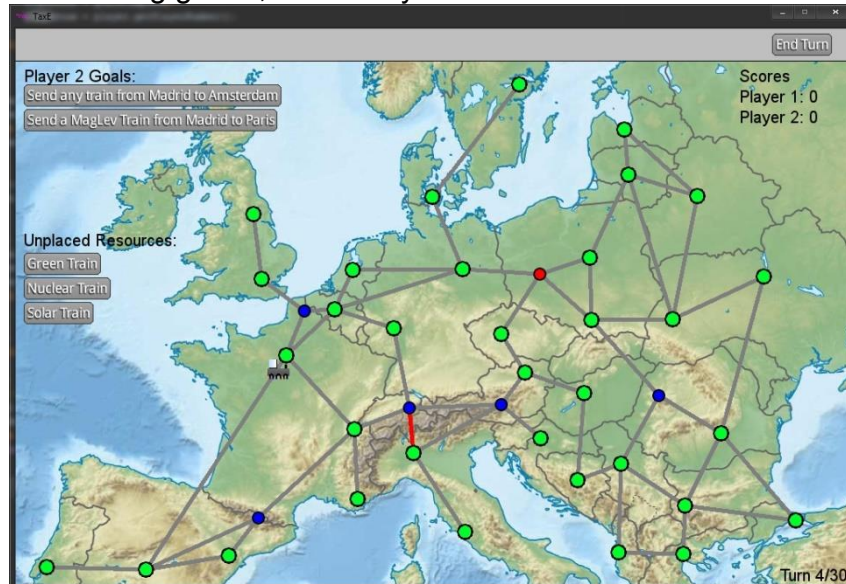 TaxE
End Turn
Player 2 Goals:
Send any train from Madrid to Amsterdam
Send a MagLev Train from Madrid to Paris
Scores
Player 1: 0
Player 2: 0
Unplaced Resources:
Green Train
Nuclear Train
Solar Train
Turn 4/30